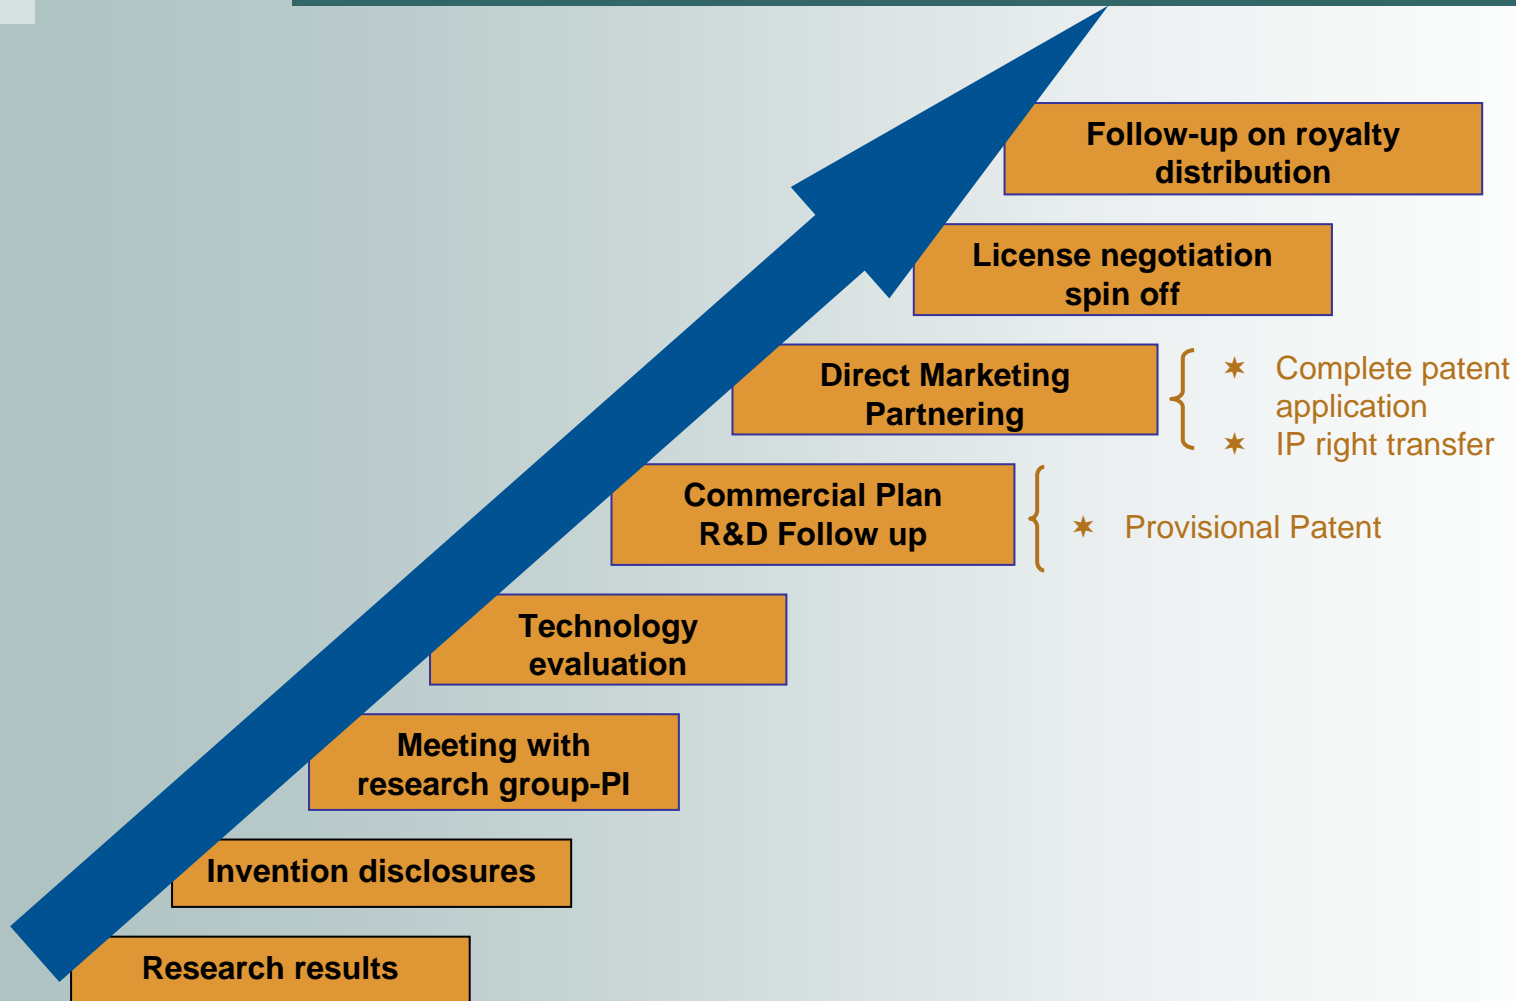 Follow-up on royalty
distribution
License negotiation
spin off
Direct Marketing
Partnering
✶ Complete patent
application
✶ IP right transfer
Commercial Plan
R&D Follow up
✶ Provisional Patent
Technology
evaluation
Meeting with
research group-PI
Invention disclosures
Research results